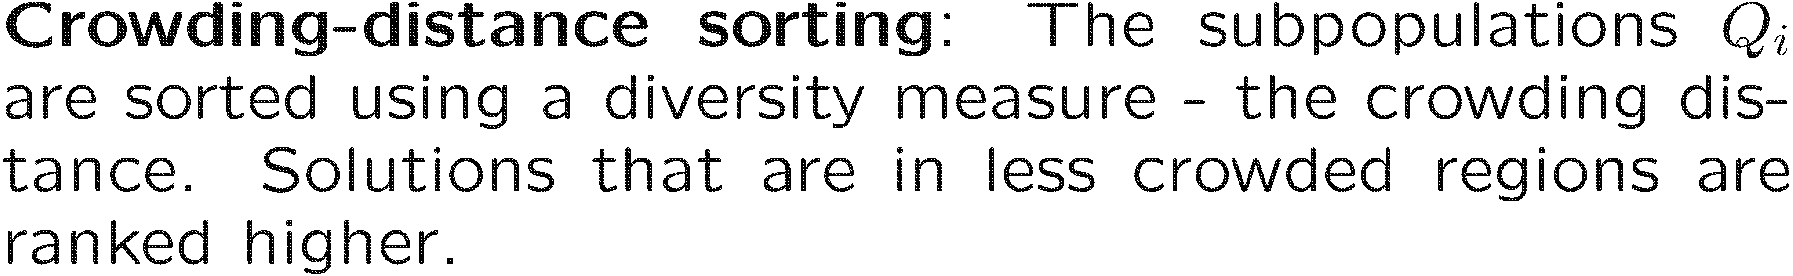 Crowding-distance sorting: The subpopulations Q_i
are sorted using a diversity measure - the crowding dis-
tance. Solutions that are in less crowded regions are
ranked higher.